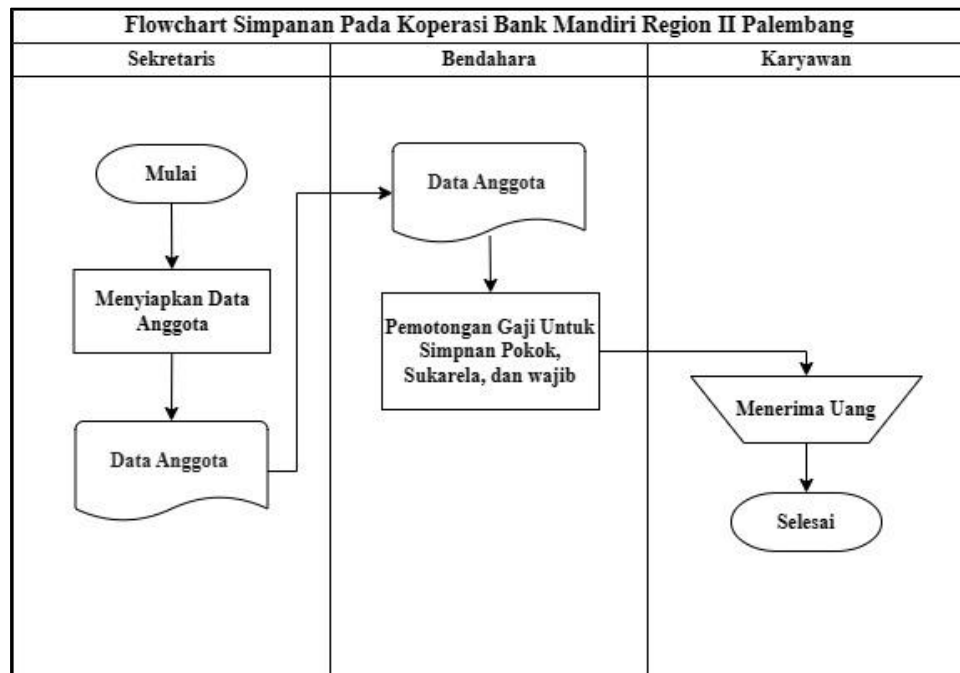 Flowchart Simpanan Pada Koperasi Bank Mandiri Region II Palembang
Sekretaris
Bendahara
Karyawan
Mulai
Menyiapkan Data
Anggota
Data Anggota
Data Anggota
Pemotongan Gaji Untuk
Simpnan Pokok,
Sukarela, dan wajib
Menerima Uang
Selesai